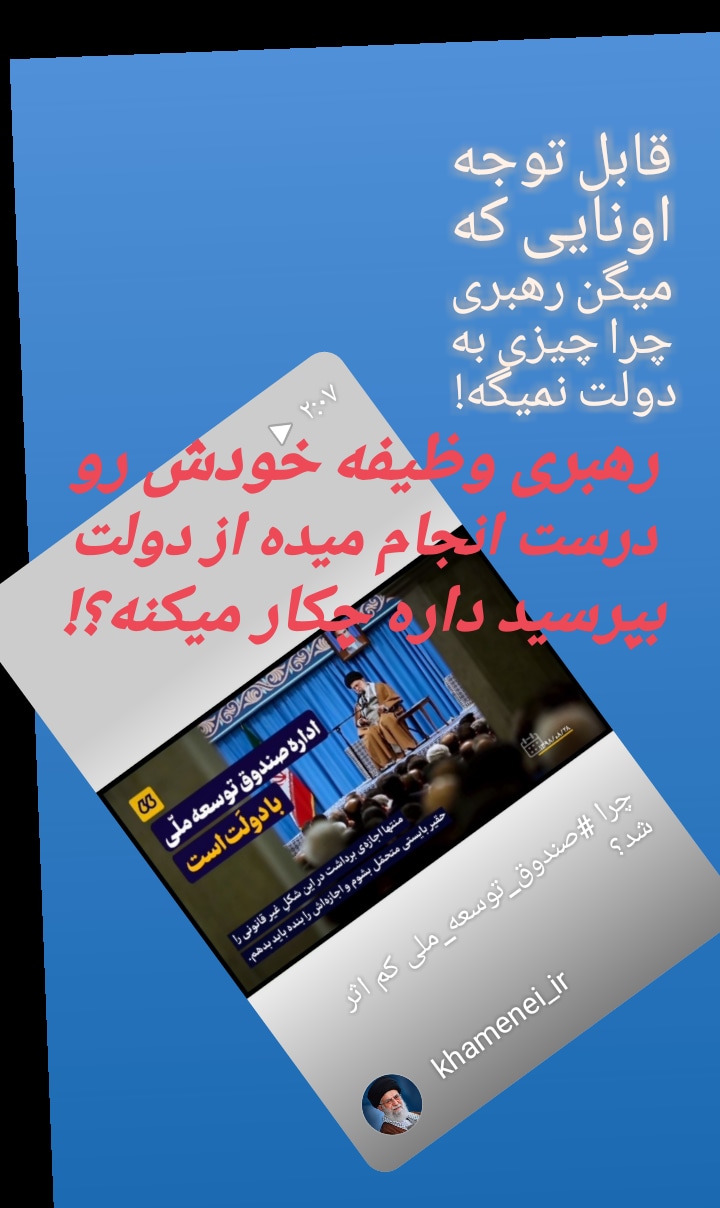 قابل توجه
اونایی که
میگن رهبری
چرا چیزی به
دولت نمیگه!
۲:۰۷
رهبری وظیفه خودش رو
درست انجام میده از دولت
بپرسید داره چکار میکنه؟!
ادارهٔ صندوق توسعه ملّی
با دولت است
منتها اجازه‌ی برداشت در این شکل غیر قانونی را
حقیر بایستی متحمّل بشوم و اجازه‌اش را بنده باید بدهم.
چرا #صندوق_توسعه_ملی کم اثر
شد؟
khamenei_ir